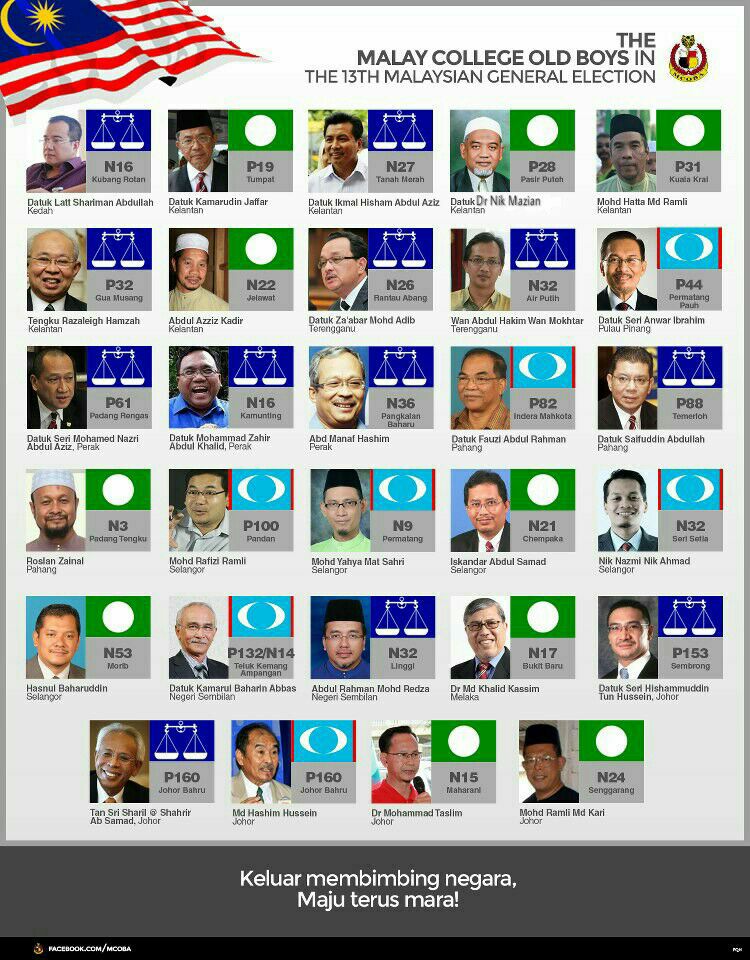 THE
MALAY COLLEGE OLD BOYS IN
THE 13TH MALAYSIAN GENERAL ELECTION
MCOBA
N16
Kubang Rotan
Datuk Latt Shariman Abdullah
Kedah
P19
Tumpat
Datuk Kamarudin Jaffar
Kelantan
N27
Tanah Merah
Datuk Ikmal Hisham Abdul Aziz
Kelantan
P28
Pasir Puteh
Datuk Dr Nik Mazian
Kelantan
P31
Kuala Krai
Mohd Hatta Md Ramli
Kelantan
P32
Gua Musang
Tengku Razaleigh Hamzah
Kelantan
N22
Jelawat
Abdul Azziz Kadir
Kelantan
N26
Rantau Abang
Datuk Za'abar Mohd Adib
Terengganu
N32
Air Putih
Wan Abdul Hakim Wan Mokhtar
Terengganu
P44
Permatang
Pauh
Datuk Seri Anwar Ibrahim
Pulau Pinang
P61
Padang Rengas
Datuk Seri Mohamed Nazri
Abdul Aziz, Perak
N16
Kamunting
Datuk Mohammad Zahir
Abdul Khalid, Perak
N36
Pangkalan
Baharu
Abd Manaf Hashim
Perak
P82
Indera Mahkota
Datuk Fauzi Abdul Rahman
Pahang
P88
Temerloh
Datuk Saifuddin Abdullah
Pahang
N3
Padang Tengku
Roslan Zainal
Pahang
P100
Pandan
Mohd Rafizi Ramli
Selangor
N9
Permatang
Mohd Yahya Mat Sahri
Selangor
N21
Chempaka
Iskandar Abdul Samad
Selangor
N32
Seri Setia
Nik Nazmi Nik Ahmad
Selangor
N53
Morib
Hasnul Baharuddin
Selangor
P132/N14
Teluk Kemang
Ampangan
Datuk Kamarul Baharin Abbas
Negeri Sembilan
N32
Linggi
Abdul Rahman Mohd Redza
Negeri Sembilan
N17
Bukit Baru
Dr Md Khalid Kassim
Melaka
P153
Sembrong
Datuk Seri Hishammuddin
Tun Hussein, Johor
P160
Johor Bahru
Tan Sri Sharil @ Shahrir
Ab Samad, Johor
P160
Johor Bahru
Md Hashim Hussein
Johor
N15
Maharani
Dr Mohammad Taslim
Johor
N24
Senggarang
Mohd Ramli Md Kari
Johor
Keluar membimbing negara,
Maju terus mara!
FACEBOOK.COM/MCOBA